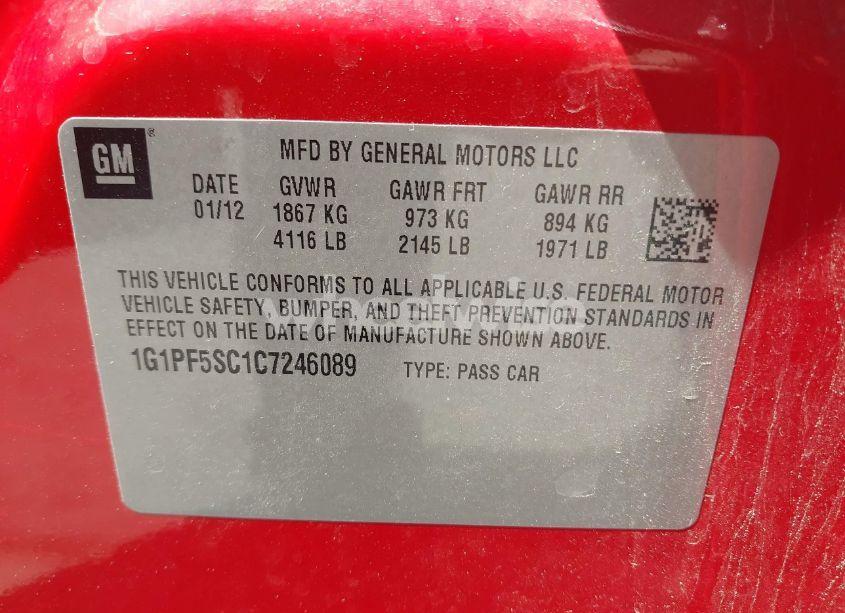 GM ®
MFD BY GENERAL MOTORS LLC
DATE GVWR GAWR FRT GAWR RR
01/12 1867 KG 973 KG 894 KG
4116 LB 2145 LB 1971 LB
THIS VEHICLE CONFORMS TO ALL APPLICABLE U.S. FEDERAL MOTOR
VEHICLE SAFETY, BUMPER, AND THEFT PREVENTION STANDARDS IN
EFFECT ON THE DATE OF MANUFACTURE SHOWN ABOVE.
1G1PF5SC1C7246089 TYPE: PASS CAR